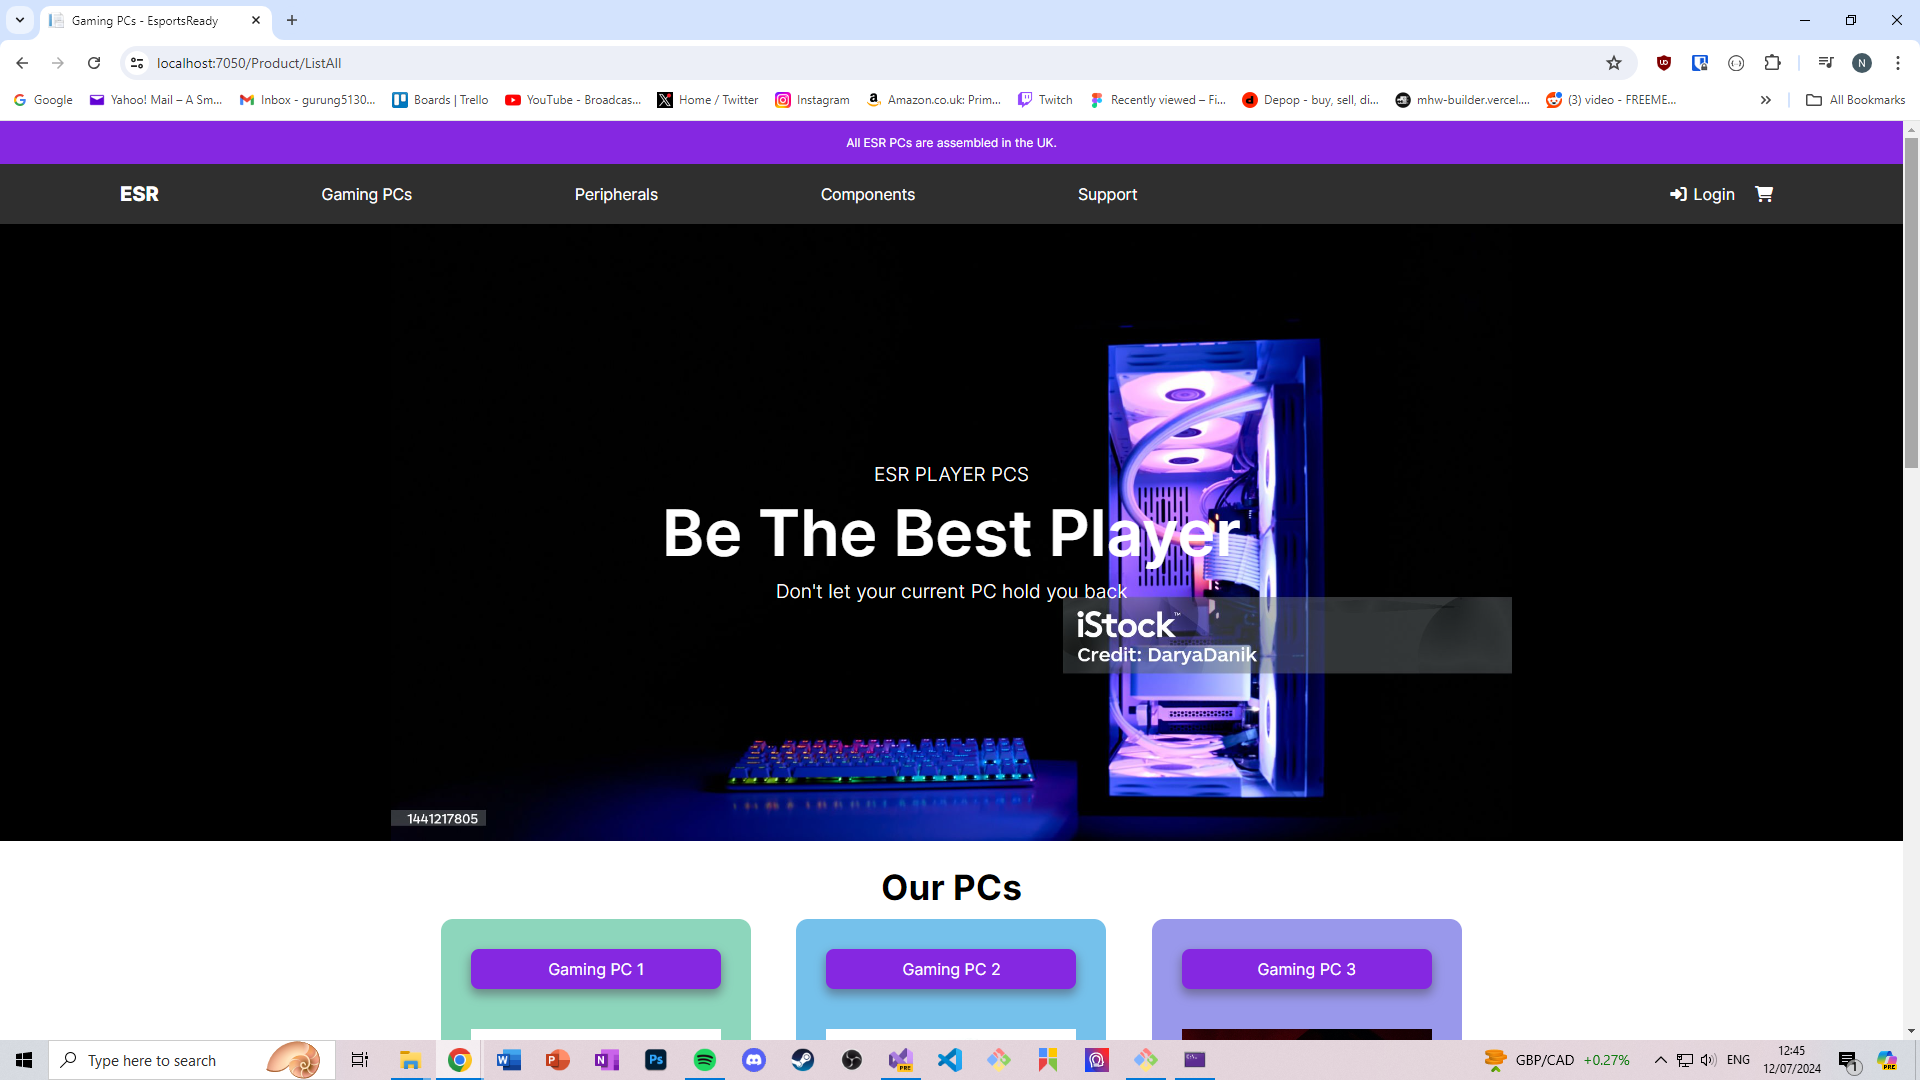 Gaming PCs - EsportsReady
localhost:7050/Product/ListAll
N
Google
Yahoo! Mail – A Sm...
Inbox - gurung5130...
Boards | Trello
YouTube - Broadcas...
Home / Twitter
Instagram
Amazon.co.uk: Prim...
Twitch
Recently viewed – Fi...
Depop - buy, sell, di...
mhw-builder.vercel....
(3) video - FREEME...
All Bookmarks
All ESR PCs are assembled in the UK.
ESR
Gaming PCs
Peripherals
Components
Support
Login
ESR PLAYER PCS
Be The Best Player
Don't let your current PC hold you back
iStock™
Credit: DaryaDanik
1441217805
Our PCs
Gaming PC 1
Gaming PC 2
Gaming PC 3
Type here to search
GBP/CAD +0.27%
ENG
12:45
12/07/2024
1